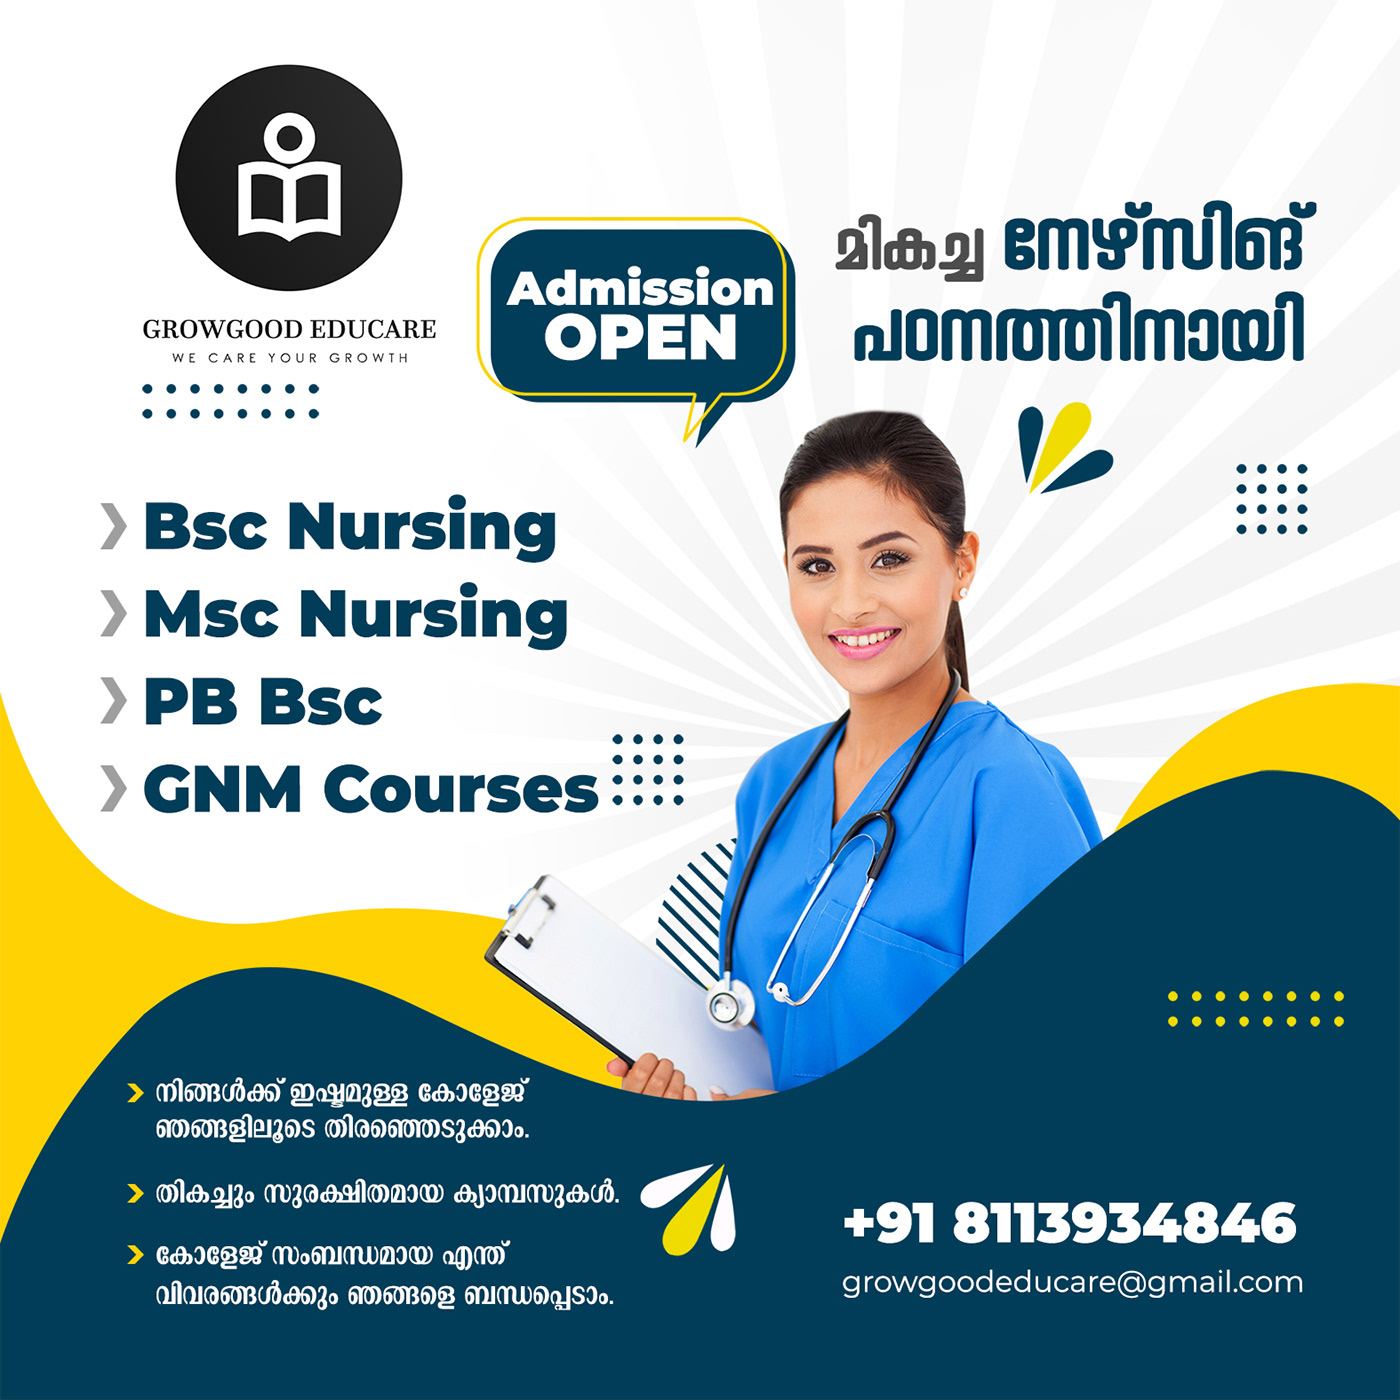 GROWGOOD EDUCARE
WE CARE YOUR GROWTH
Admission
OPEN
മികച്ച നേഴ്സിങ്
പഠനത്തിനായി
Bsc Nursing
Msc Nursing
PB Bsc
GNM Courses
നിങ്ങൾക്ക് ഇഷ്ടമുള്ള കോളേജ്
ഞങ്ങളിലൂടെ തിരഞ്ഞെടുക്കാം.
തികച്ചും സുരക്ഷിതമായ ക്യാമ്പസുകൾ.
കോളേജ് സംബന്ധമായ എന്ത്
വിവരങ്ങൾക്കും ഞങ്ങളെ ബന്ധപ്പെടാം.
+91 8113934846
growgoodeducare@gmail.com